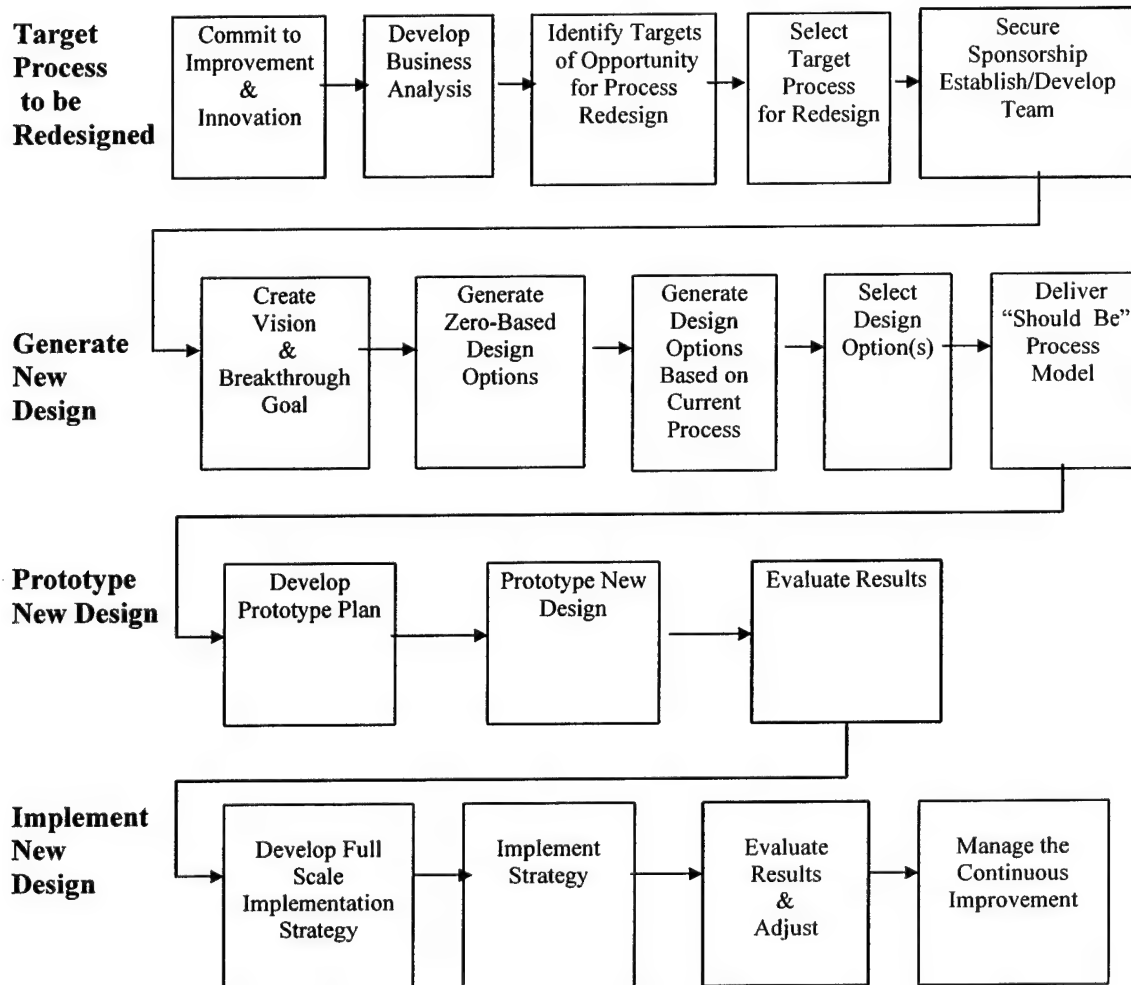 Target
Process
to be
Redesigned
Commit to
Improvement
&
Innovation
Develop
Business
Analysis
Identify Targets
of Opportunity
for Process
Redesign
Select
Target
Process
for Redesign
Secure
Sponsorship
Establish/Develop
Team
Generate
New
Design
Create
Vision
&
Breakthrough
Goal
Generate
Zero-Based
Design
Options
Generate
Design
Options
Based on
Current
Process
Select
Design
Option(s)
Deliver
“Should Be”
Process
Model
Prototype
New Design
Develop
Prototype Plan
Prototype New
Design
Evaluate Results
Implement
New
Design
Develop Full
Scale
Implementation
Strategy
Implement
Strategy
Evaluate
Results
&
Adjust
Manage the
Continuous
Improvement